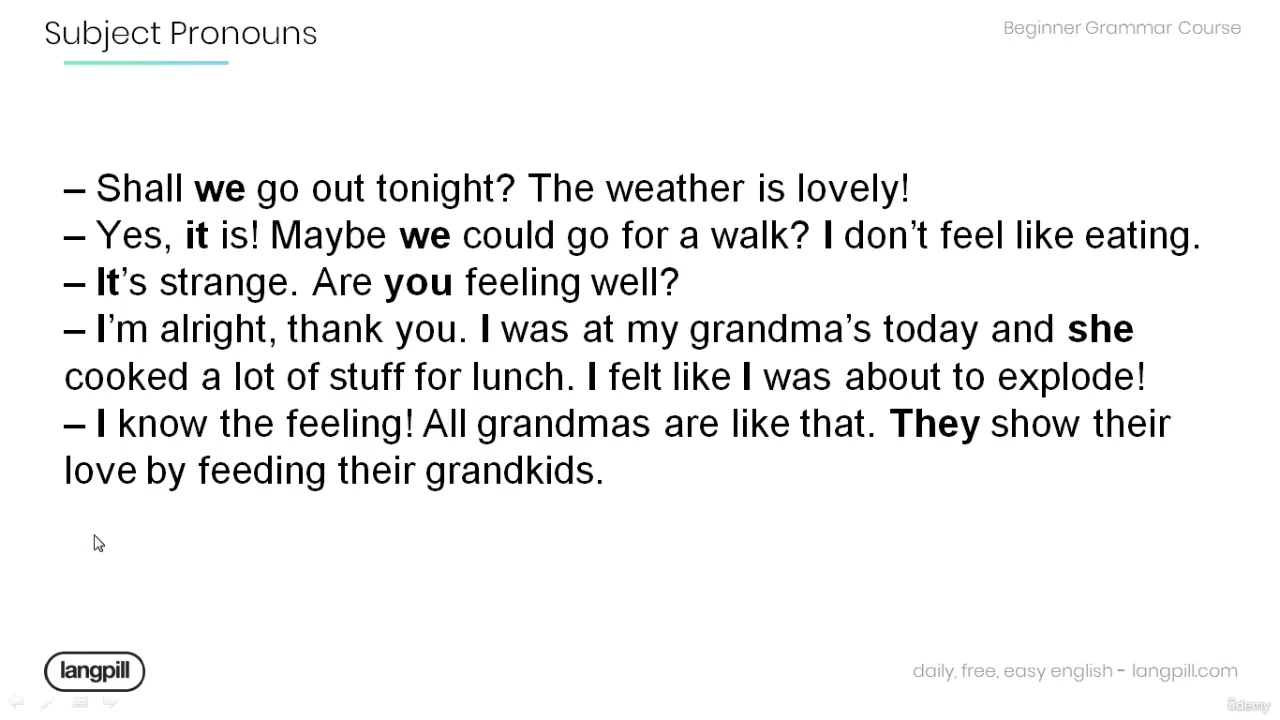 Subject Pronouns
Beginner Grammar Course
– Shall we go out tonight? The weather is lovely!
– Yes, it is! Maybe we could go for a walk? I don’t feel like eating.
– It’s strange. Are you feeling well?
– I’m alright, thank you. I was at my grandma’s today and she
cooked a lot of stuff for lunch. I felt like I was about to explode!
– I know the feeling! All grandmas are like that. They show their
love by feeding their grandkids.
langpill
daily, free, easy english - langpill.com
ûdemy